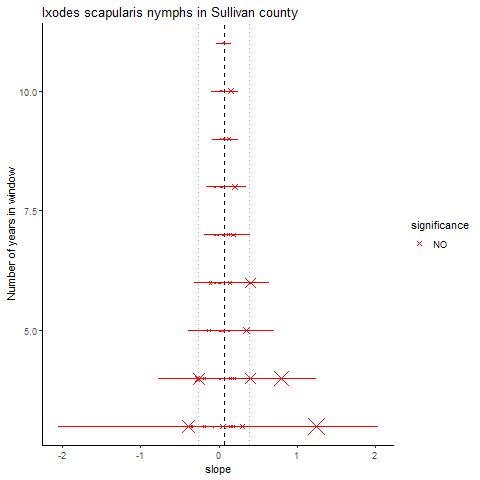 Ixodes scapularis nymphs in Sullivan county
Number of years in window
10.0
7.5
5.0
-2 -1 0 1 2
slope
significance
NO